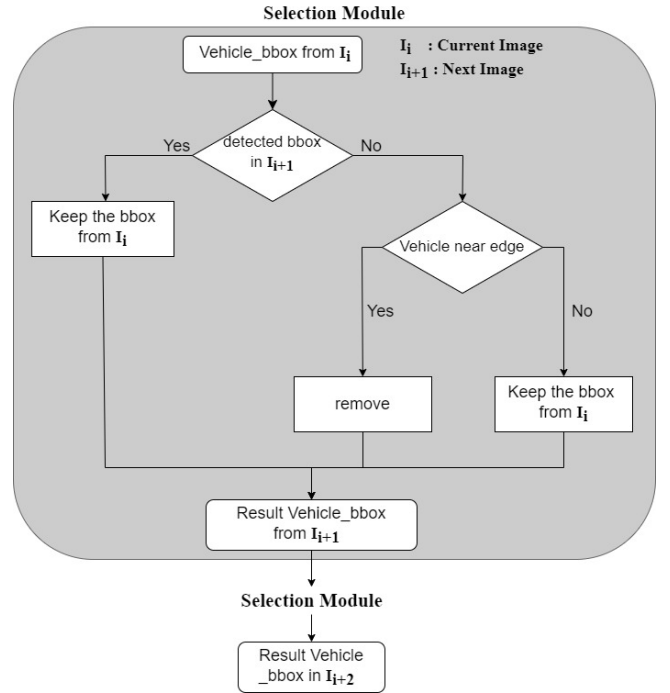 Selection Module
Vehicle_bbox from Ii
Ii : Current Image
Ii+1 : Next Image
detected bbox
in Ii+1
Yes
No
Keep the bbox
from Ii
Vehicle near edge
Yes
No
remove
Keep the bbox
from Ii
Result Vehicle_bbox
from Ii+1
Selection Module
Result Vehicle
_bbox in Ii+2